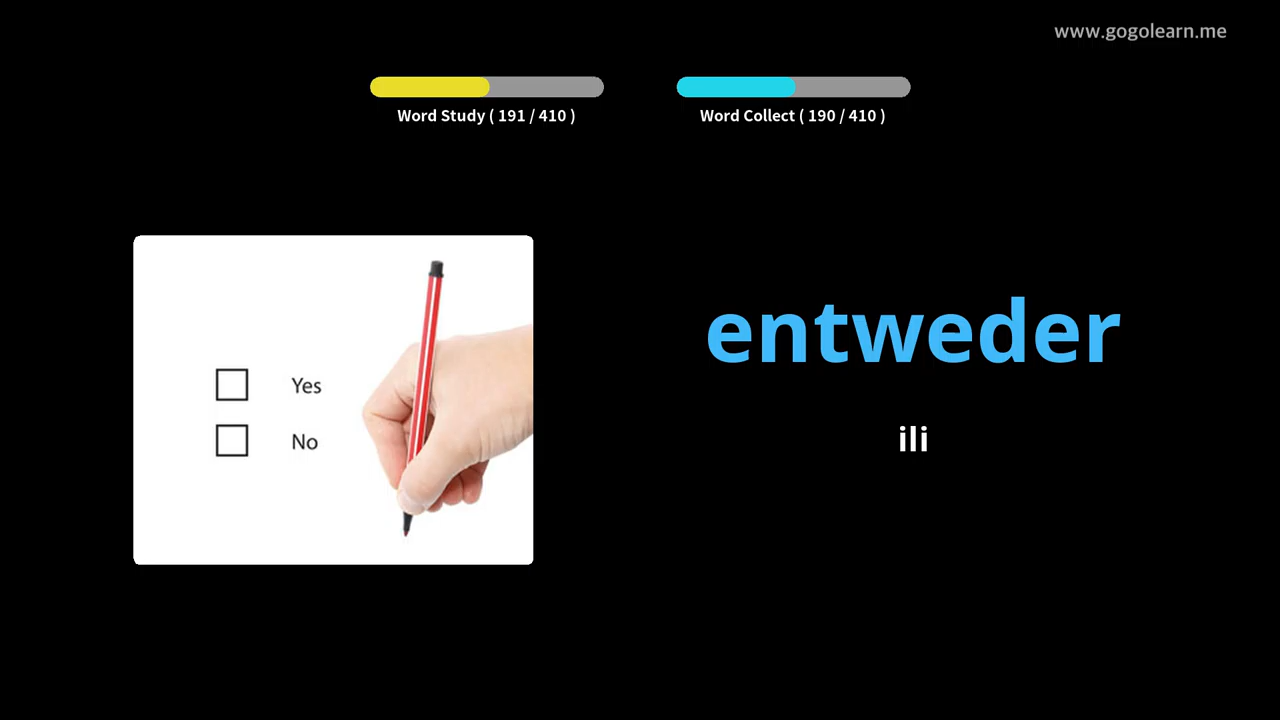 www.gogolearn.me
Word Study ( 191 / 410 )
Word Collect ( 190 / 410 )
Yes
No
entweder
ili